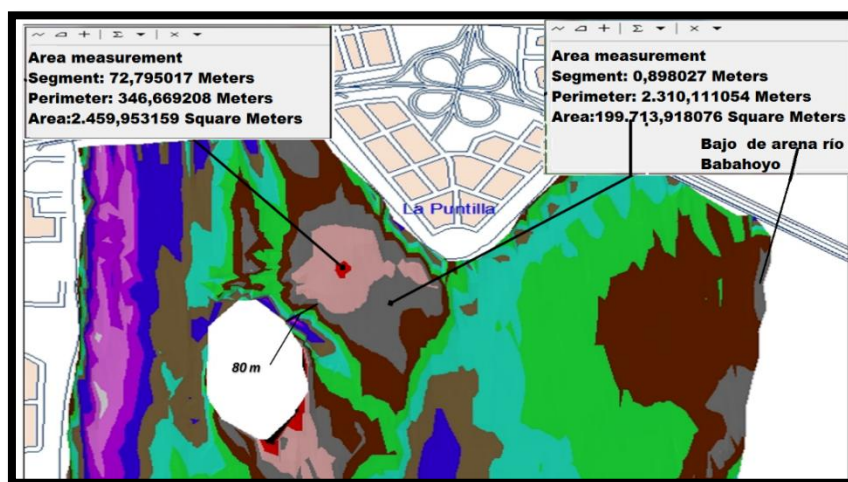 Area measurement
Segment: 72,795017 Meters
Perimeter: 346,669208 Meters
Area:2.459,953159 Square Meters
Area measurement
Segment: 0,898027 Meters
Perimeter: 2.310,111054 Meters
Area:199.713,918076 Square Meters
Bajo de arena río
Babahoyo
La Puntilla
80 m